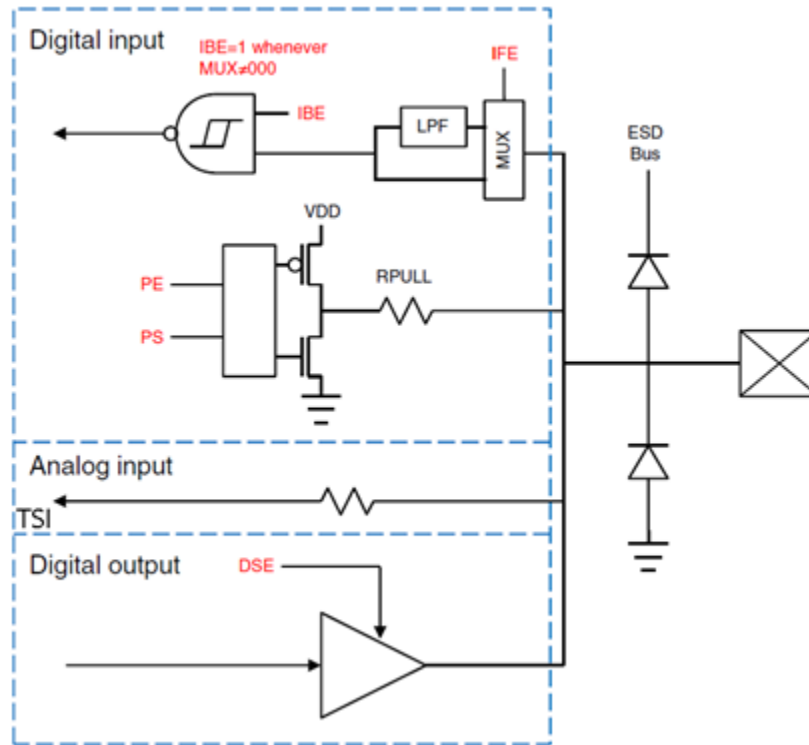 Digital input
IBE=1 whenever
MUX≠000
IFE
IBE
LPF
MUX
ESD
Bus
VDD
RPULL
PE
PS
Analog input
TSI
Digital output
DSE